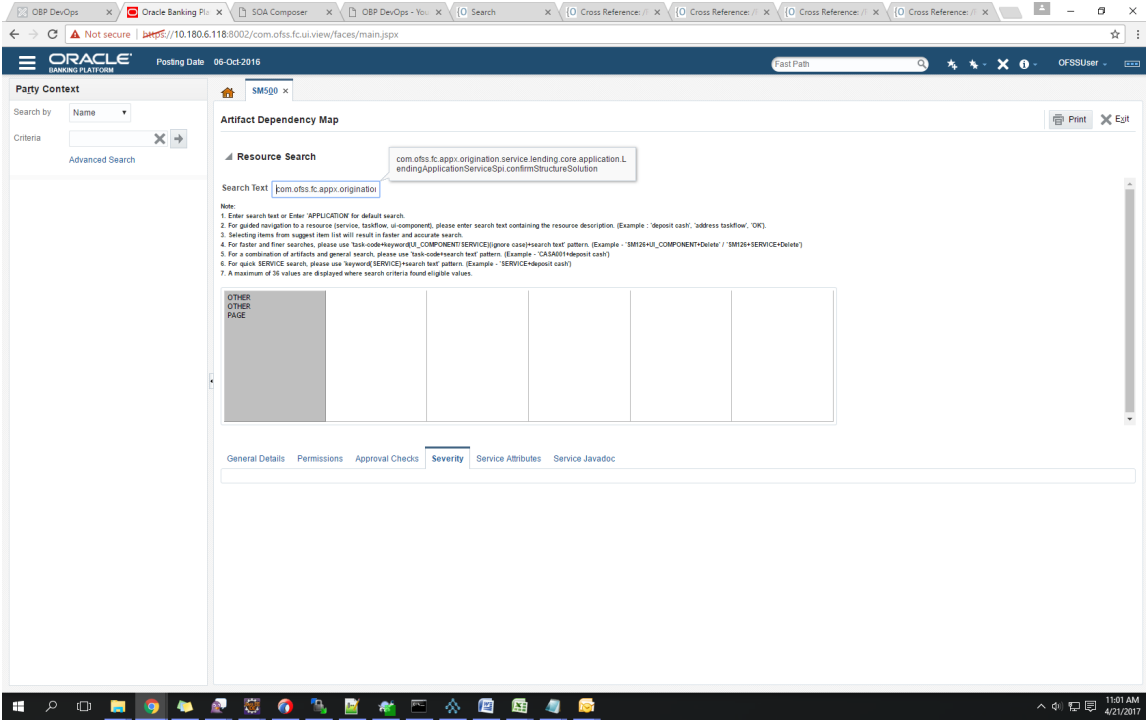 OBP DevOps
Oracle Banking Pla
SOA Composer
OBP DevOps - You
{O Search
{O Cross Reference: /
{O Cross Reference: /
{O Cross Reference: /
{O Cross Reference: /
Not secure | https://10.180.6.118:8002/com.ofss.fc.ui.view/faces/main.jspx
ORACLE
BANKING PLATFORM
Posting Date 06-Oct-2016
Fast Path
OFSSUser
Party Context
Search by Name
Criteria
Advanced Search
SM500 ×
Artifact Dependency Map
Print
Exit
Resource Search
com.ofss.fc.appx.origination.service.lending.core.application.L
endingApplicationServiceSpi.confirmStructureSolution
Search Text com.ofss.fc.appx.origination
Note:
1. Enter search text or Enter 'APPLICATION' for default search.
2. For guided navigation to a resource (service, taskflow, ui-component), please enter search text containing the resource description. (Example : 'deposit cash', 'address taskflow', 'OK').
3. Selecting items from suggest item list will result in faster and accurate search.
4. For faster and finer searches, please use 'task-code+keyword(UI_COMPONENT/SERVICE)(ignore case)+search text' pattern. (Example - 'SM126+UI_COMPONENT+Delete' / 'SM126+SERVICE+Delete')
5. For a combination of artifacts and general search, please use 'task-code+search text' pattern. (Example - 'CASA001+deposit cash')
6. For quick SERVICE search, please use 'keyword(SERVICE)+search text' pattern. (Example - 'SERVICE+deposit cash')
7. A maximum of 36 values are displayed where search criteria found eligible values.
OTHER
OTHER
PAGE
General Details
Permissions
Approval Checks
Severity
Service Attributes
Service Javadoc
11:01 AM
4/21/2017